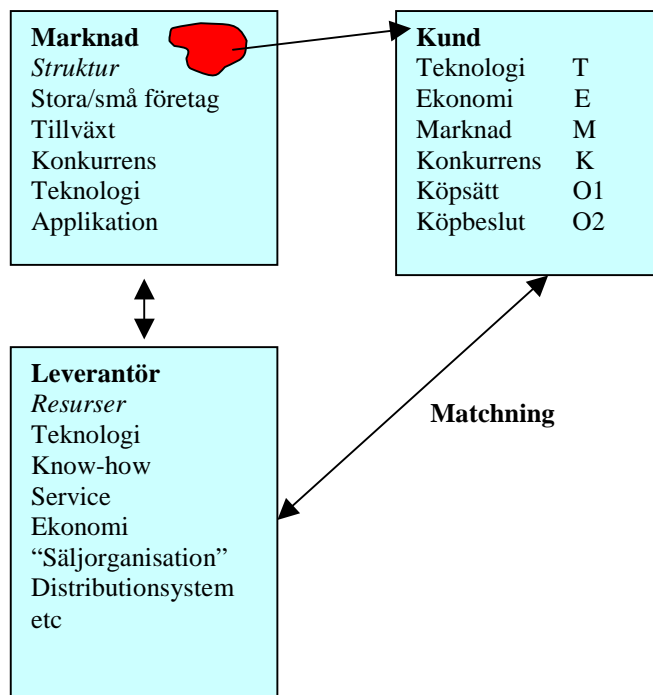 Marknad
Struktur
Stora/små företag
Tillväxt
Konkurrens
Teknologi
Applikation
Kund
Teknologi T
Ekonomi E
Marknad M
Konkurrens K
Köpsätt O1
Köpbeslut O2
Leverantör
Resurser
Teknologi
Know-how
Service
Ekonomi
“Säljorganisation”
Distributionsystem
etc
Matchning